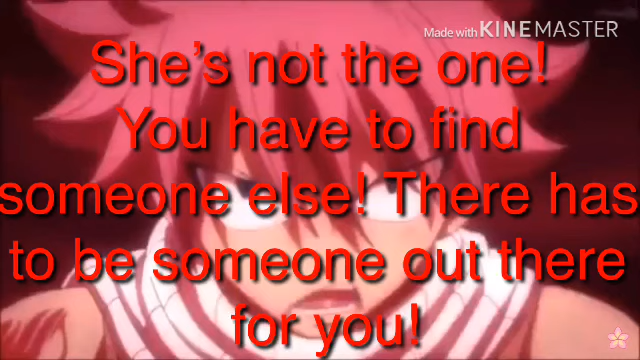 Made with KINEMASTER
She's not the one!
You have to find
someone else! There has
to be someone out there
for you!